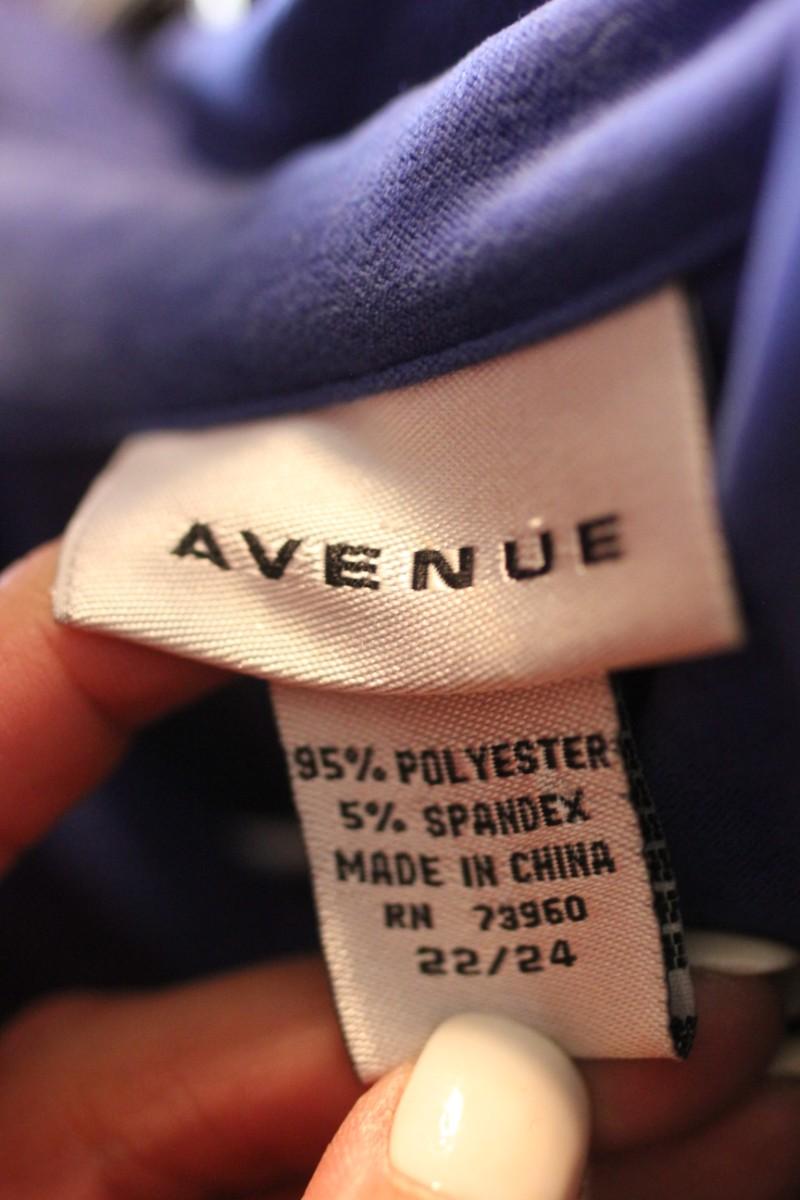 AVENUE
95% POLYESTER
5% SPANDEX
MADE IN CHINA
RN 73960
22/24